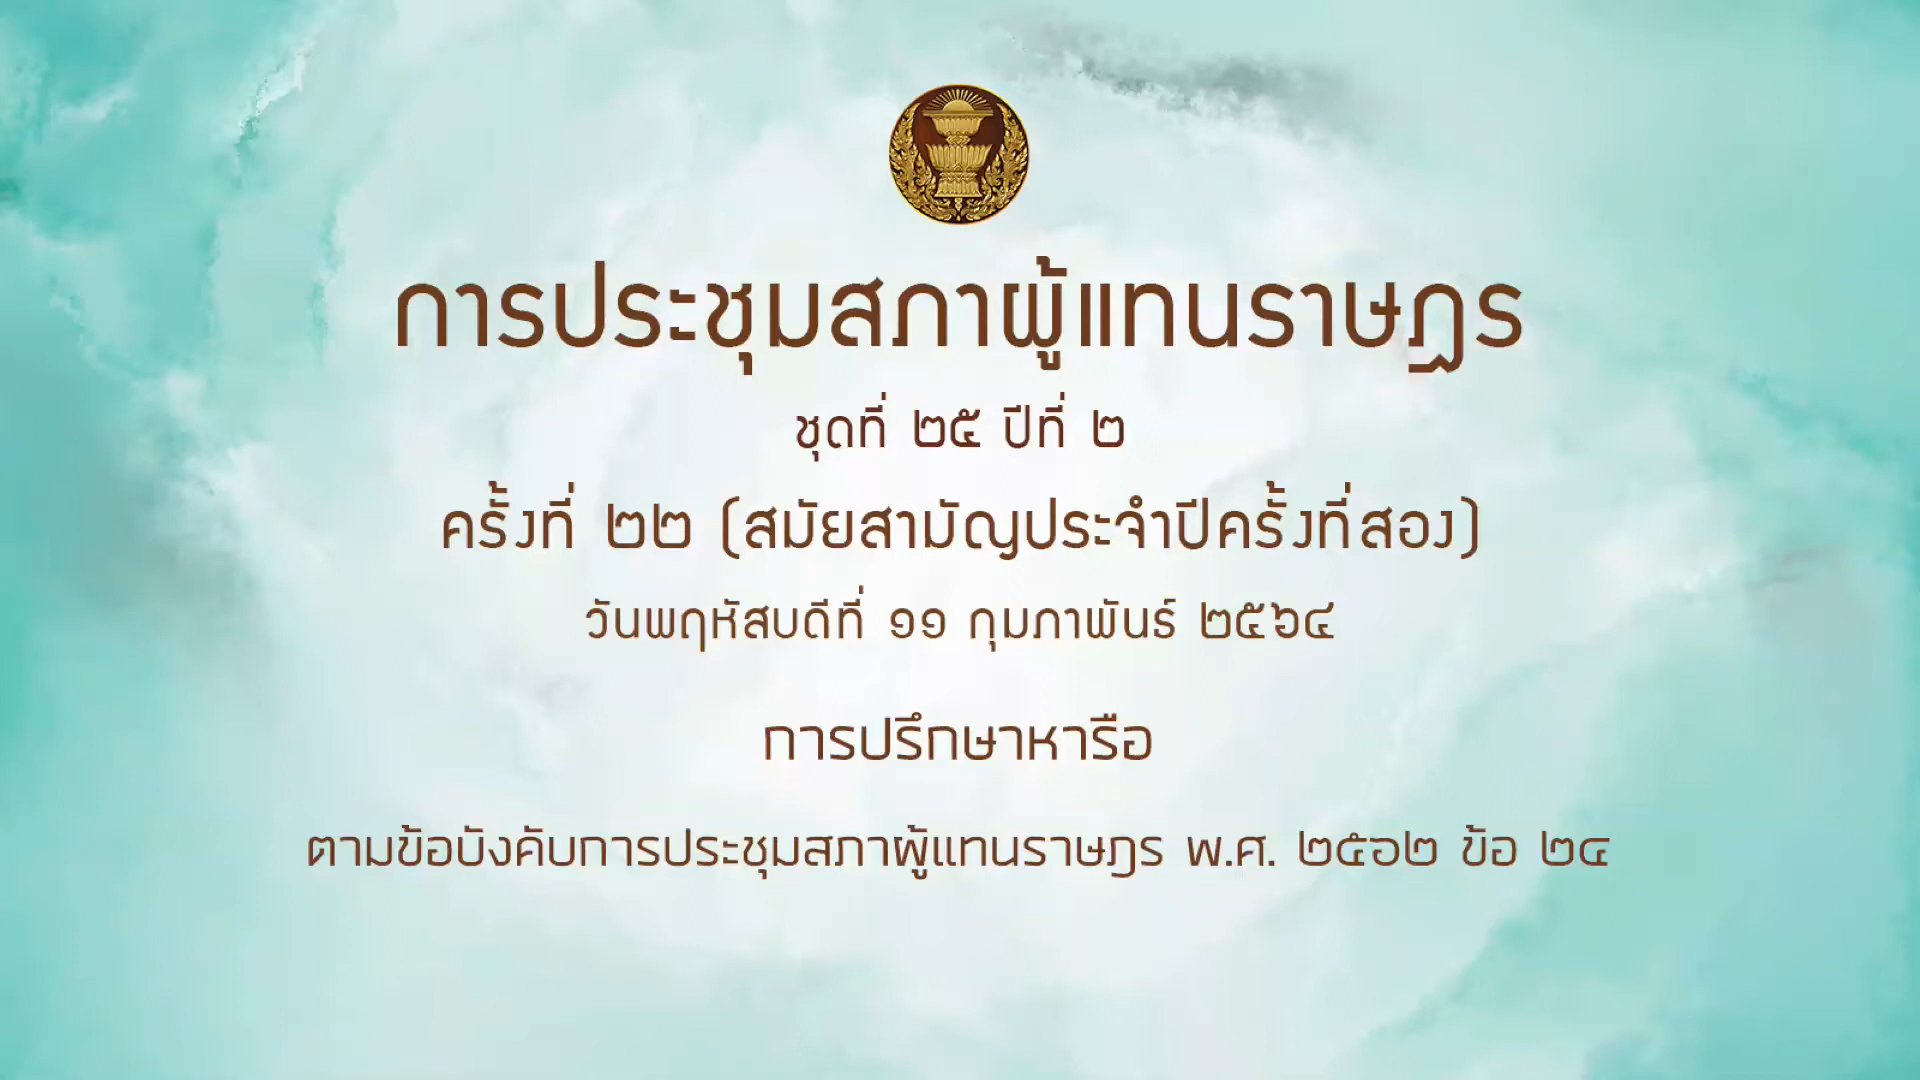 การประชุมสภาผู้แทนราษฎร
ชุดที่ ๒๕ ปีที่ ๒
ครั้งที่ ๒๒ (สมัยสามัญประจำปีครั้งที่สอง)
วันพฤหัสบดีที่ ๑๑ กุมภาพันธ์ ๒๕๖๔
การปรึกษาหารือ
ตามข้อบังคับการประชุมสภาผู้แทนราษฎร พ.ศ. ๒๕๖๒ ข้อ ๒๔